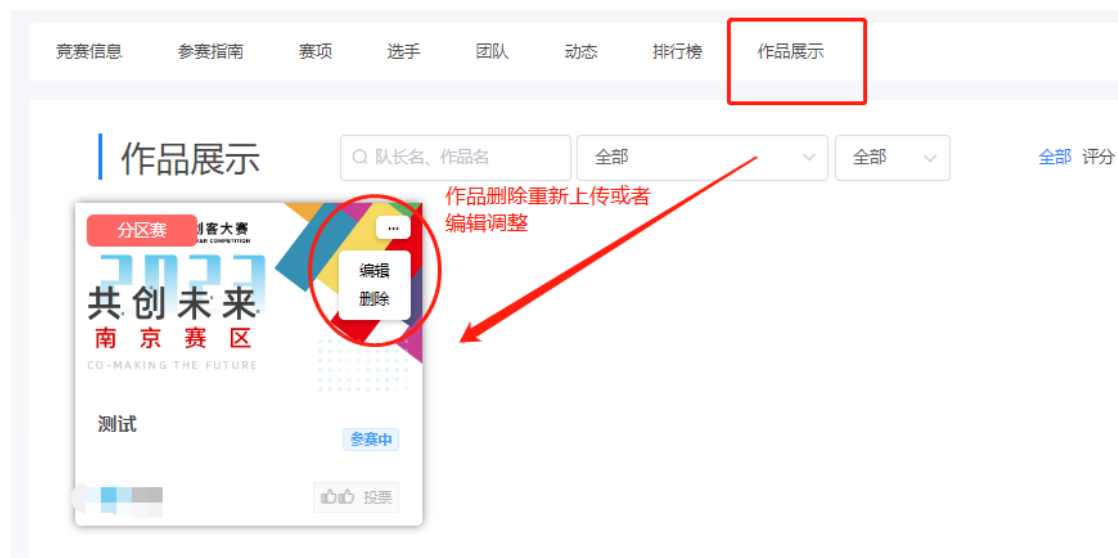 竞赛信息 参赛指南 赛项 选手 团队 动态 排行榜 作品展示
作品展示 队长名、作品名 全部 全部 全部 评分
作品删除重新上传或者
编辑调整
分区赛 创客大赛 ...
2023
编辑
删除
共创未来
南京赛区
CO-MAKING THE FUTURE
测试
参赛中
投票